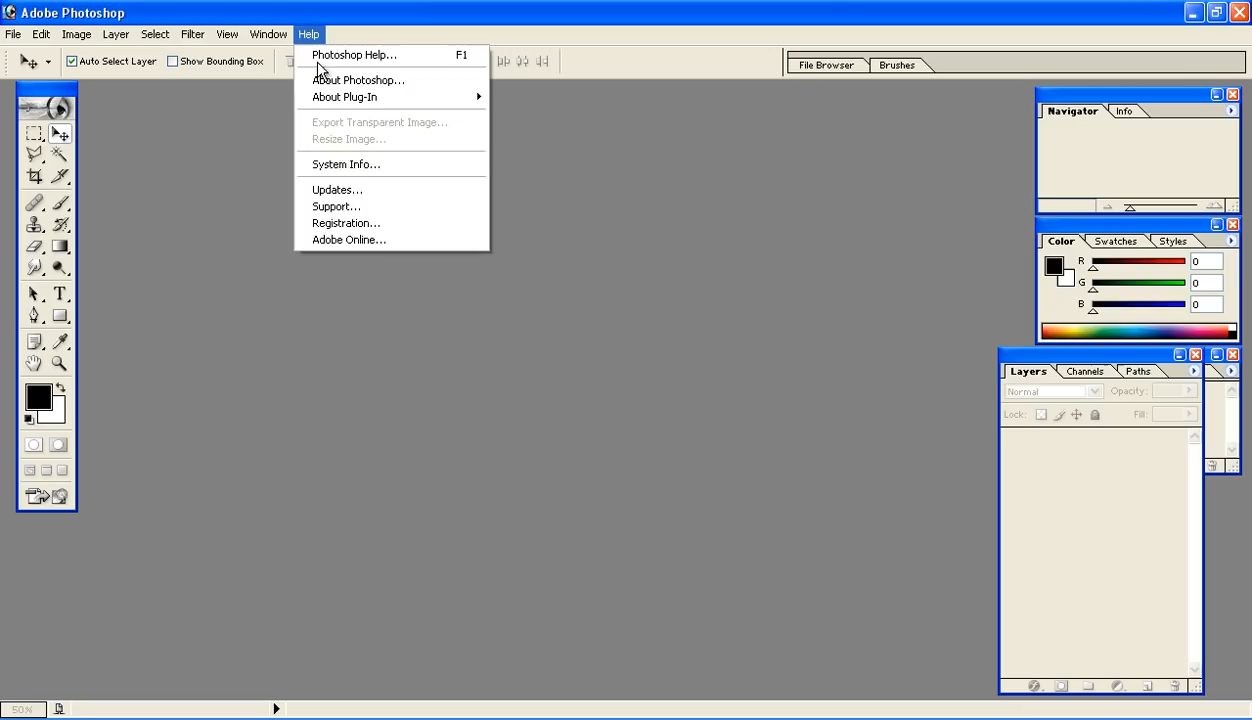 Adobe Photoshop
File Edit Image Layer Select Filter View Window Help
Auto Select Layer Show Bounding Box File Browser Brushes
Photoshop Help... F1
About Photoshop...
About Plug-In
Export Transparent Image...
Resize Image...
System Info...
Updates...
Support...
Registration...
Adobe Online...
Navigator Info
Color Swatches Styles
R 0
G 0
B 0
Layers Channels Paths
Normal Opacity:
Lock: Fill:
T
50%